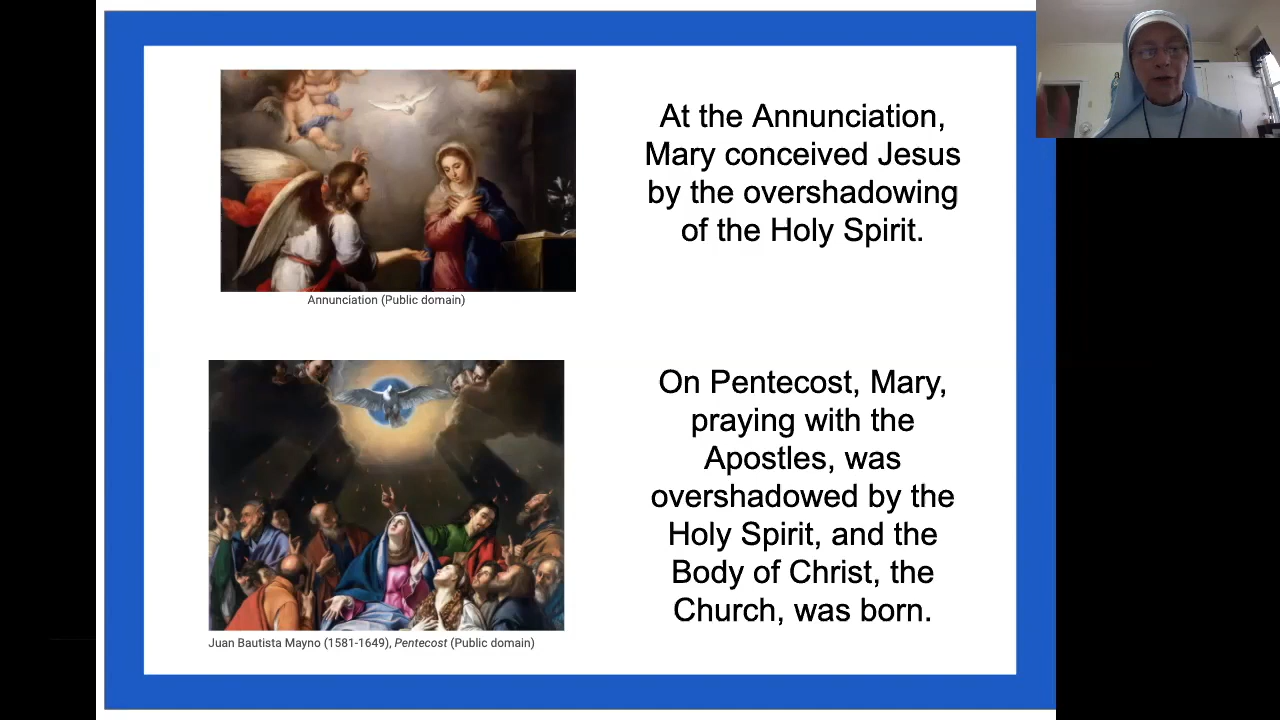 At the Annunciation,
Mary conceived Jesus
by the overshadowing
of the Holy Spirit.
Annunciation (Public domain)
On Pentecost, Mary,
praying with the
Apostles, was
overshadowed by the
Holy Spirit, and the
Body of Christ, the
Church, was born.
Juan Bautista Mayno (1581-1649), Pentecost (Public domain)